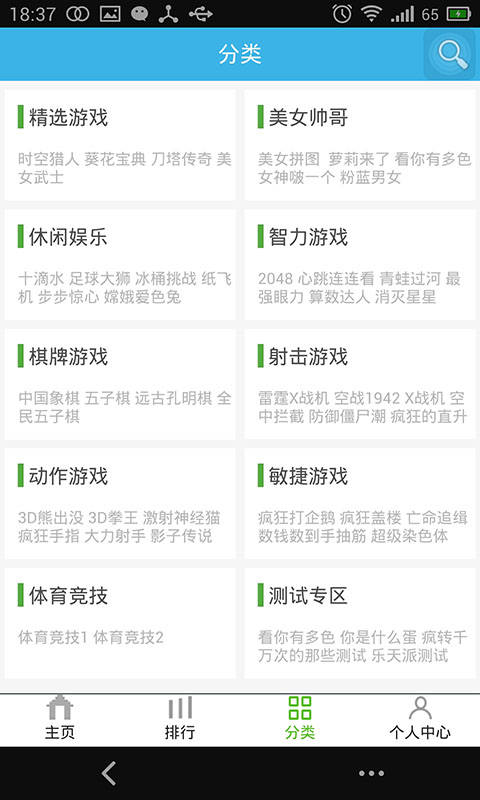 18:37
65
分类
精选游戏
时空猎人 葵花宝典 刀塔传奇 美
女武士
美女帅哥
美女拼图 萝莉来了 看你有多色
女神啵一个 粉蓝男女
休闲娱乐
十滴水 足球大狮 冰桶挑战 纸飞
机 步步惊心 嫦娥爱色兔
智力游戏
2048 心跳连连看 青蛙过河 最
强眼力 算数达人 消灭星星
棋牌游戏
中国象棋 五子棋 远古孔明棋 全
民五子棋
射击游戏
雷霆X战机 空战1942 X战机 空
中拦截 防御僵尸潮 疯狂的直升
动作游戏
3D熊出没 3D拳王 激射神经猫
疯狂手指 大力射手 影子传说
敏捷游戏
疯狂打企鹅 疯狂盖楼 亡命追缉
数钱数到手抽筋 超级染色体
体育竞技
体育竞技1 体育竞技2
测试专区
看你有多色 你是什么蛋 疯转千
万次的那些测试 乐天派测试
主页
排行
分类
个人中心